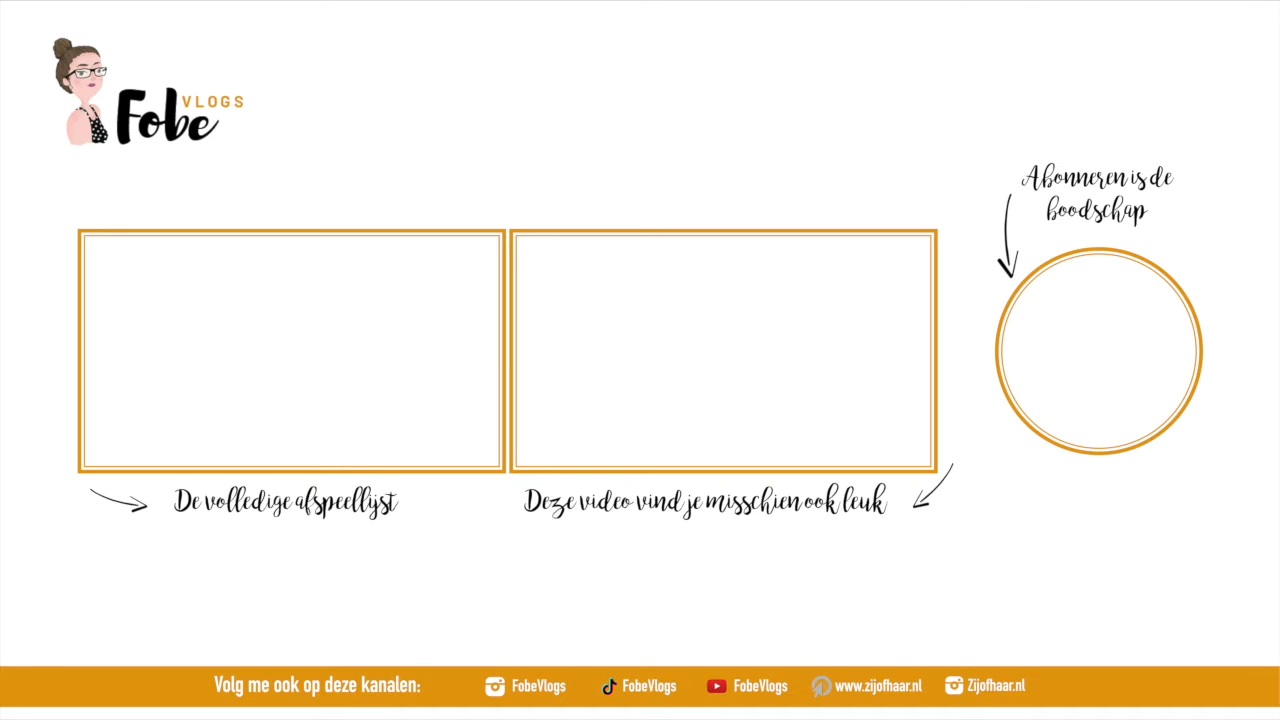 VLOGS
Fobe
Abonneren is de
boodschap
De volledige afspeellijst
Deze video vind je misschien ook leuk
Volg me ook op deze kanalen: FobeVlogs FobeVlogs FobeVlogs www.zijofhaar.nl Zijofhaar.nl